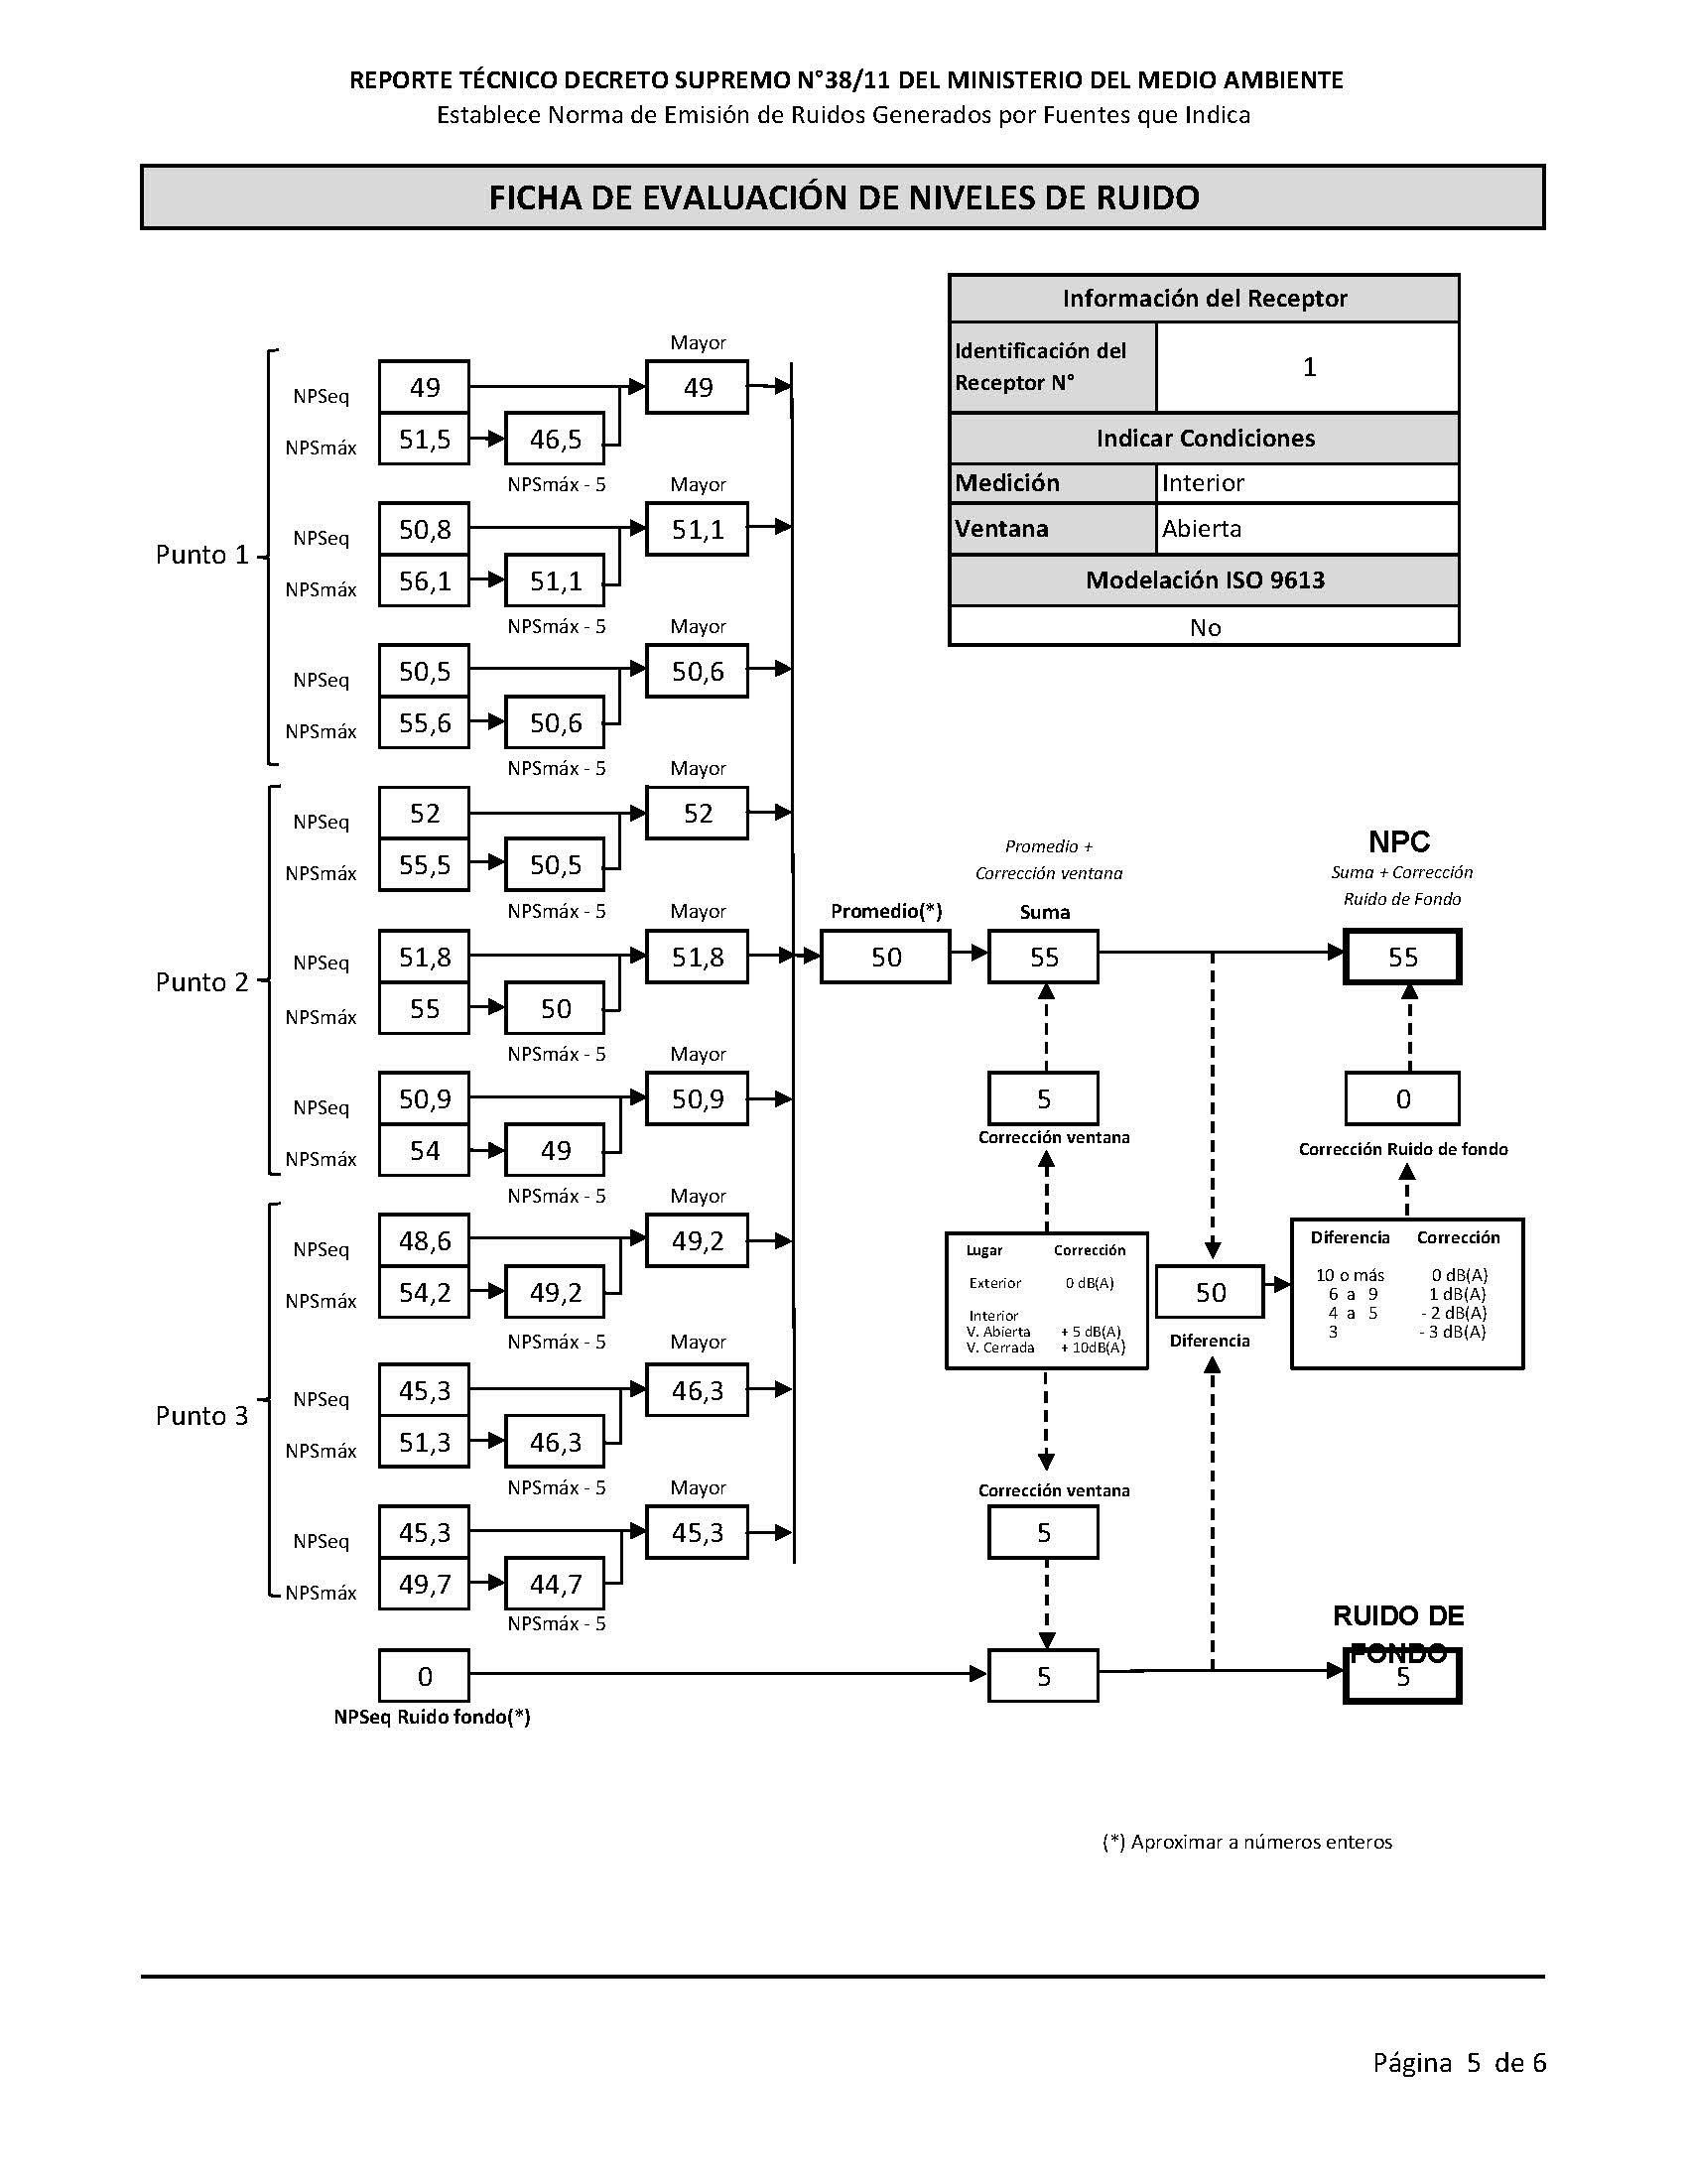 REPORTE TÉCNICO DECRETO SUPREMO N°38/11 DEL MINISTERIO DEL MEDIO AMBIENTE
Establece Norma de Emisión de Ruidos Generados por Fuentes que Indica
FICHA DE EVALUACIÓN DE NIVELES DE RUIDO
Información del Receptor
Identificación del
Receptor N°
1
Indicar Condiciones
Medición Interior
Ventana Abierta
Modelación ISO 9613
No
Punto 1
Mayor
NPSeq 49 49
NPSmáx 51,5 46,5
NPSmáx - 5 Mayor
NPSeq 50,8 51,1
NPSmáx 56,1 51,1
NPSmáx - 5 Mayor
NPSeq 50,5 50,6
NPSmáx 55,6 50,6
NPSmáx - 5 Mayor
Punto 2
NPSeq 52 52
NPSmáx 55,5 50,5
NPSmáx - 5 Mayor
NPSeq 51,8 51,8
NPSmáx 55 50
NPSmáx - 5 Mayor
NPSeq 50,9 50,9
NPSmáx 54 49
NPSmáx - 5 Mayor
Punto 3
NPSeq 48,6 49,2
NPSmáx 54,2 49,2
NPSmáx - 5 Mayor
NPSeq 45,3 46,3
NPSmáx 51,3 46,3
NPSmáx - 5 Mayor
NPSeq 45,3 45,3
NPSmáx 49,7 44,7
NPSmáx - 5
0
NPSeq Ruido fondo(*)
Promedio(*)
50
Promedio +
Corrección ventana
Suma
55
5
Corrección ventana
Lugar Corrección
Exterior 0 dB(A)
Interior
V. Abierta + 5 dB(A)
V. Cerrada + 10dB(A)
Corrección ventana
5
5
50
Diferencia
NPC
Suma + Corrección
Ruido de Fondo
55
0
Corrección Ruido de fondo
Diferencia Corrección
10 o más 0 dB(A)
6 a 9 1 dB(A)
4 a 5 - 2 dB(A)
3 - 3 dB(A)
RUIDO DE
FONDO
5
(*) Aproximar a números enteros
Página 5 de 6